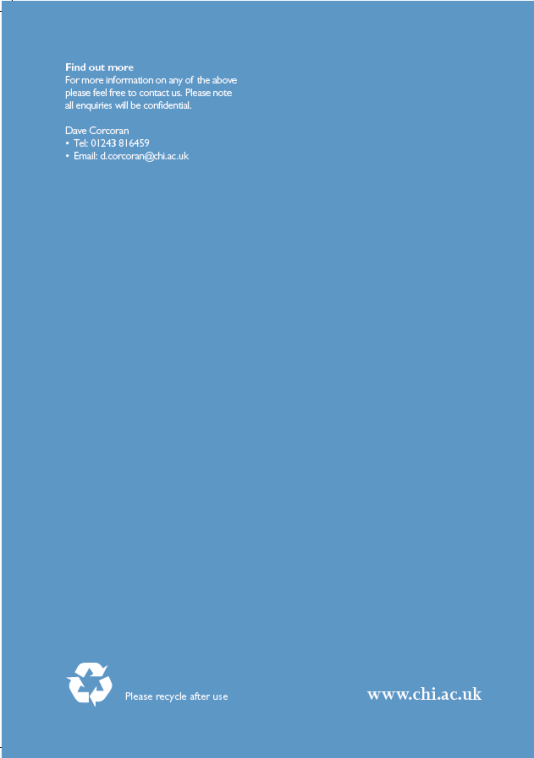 Find out more
For more information on any of the above
please feel free to contact us. Please note
all enquiries will be confidential.
Dave Corcoran
• Tel: 01243 816459
• Email: d.corcoran@chi.ac.uk
Please recycle after use
www.chi.ac.uk